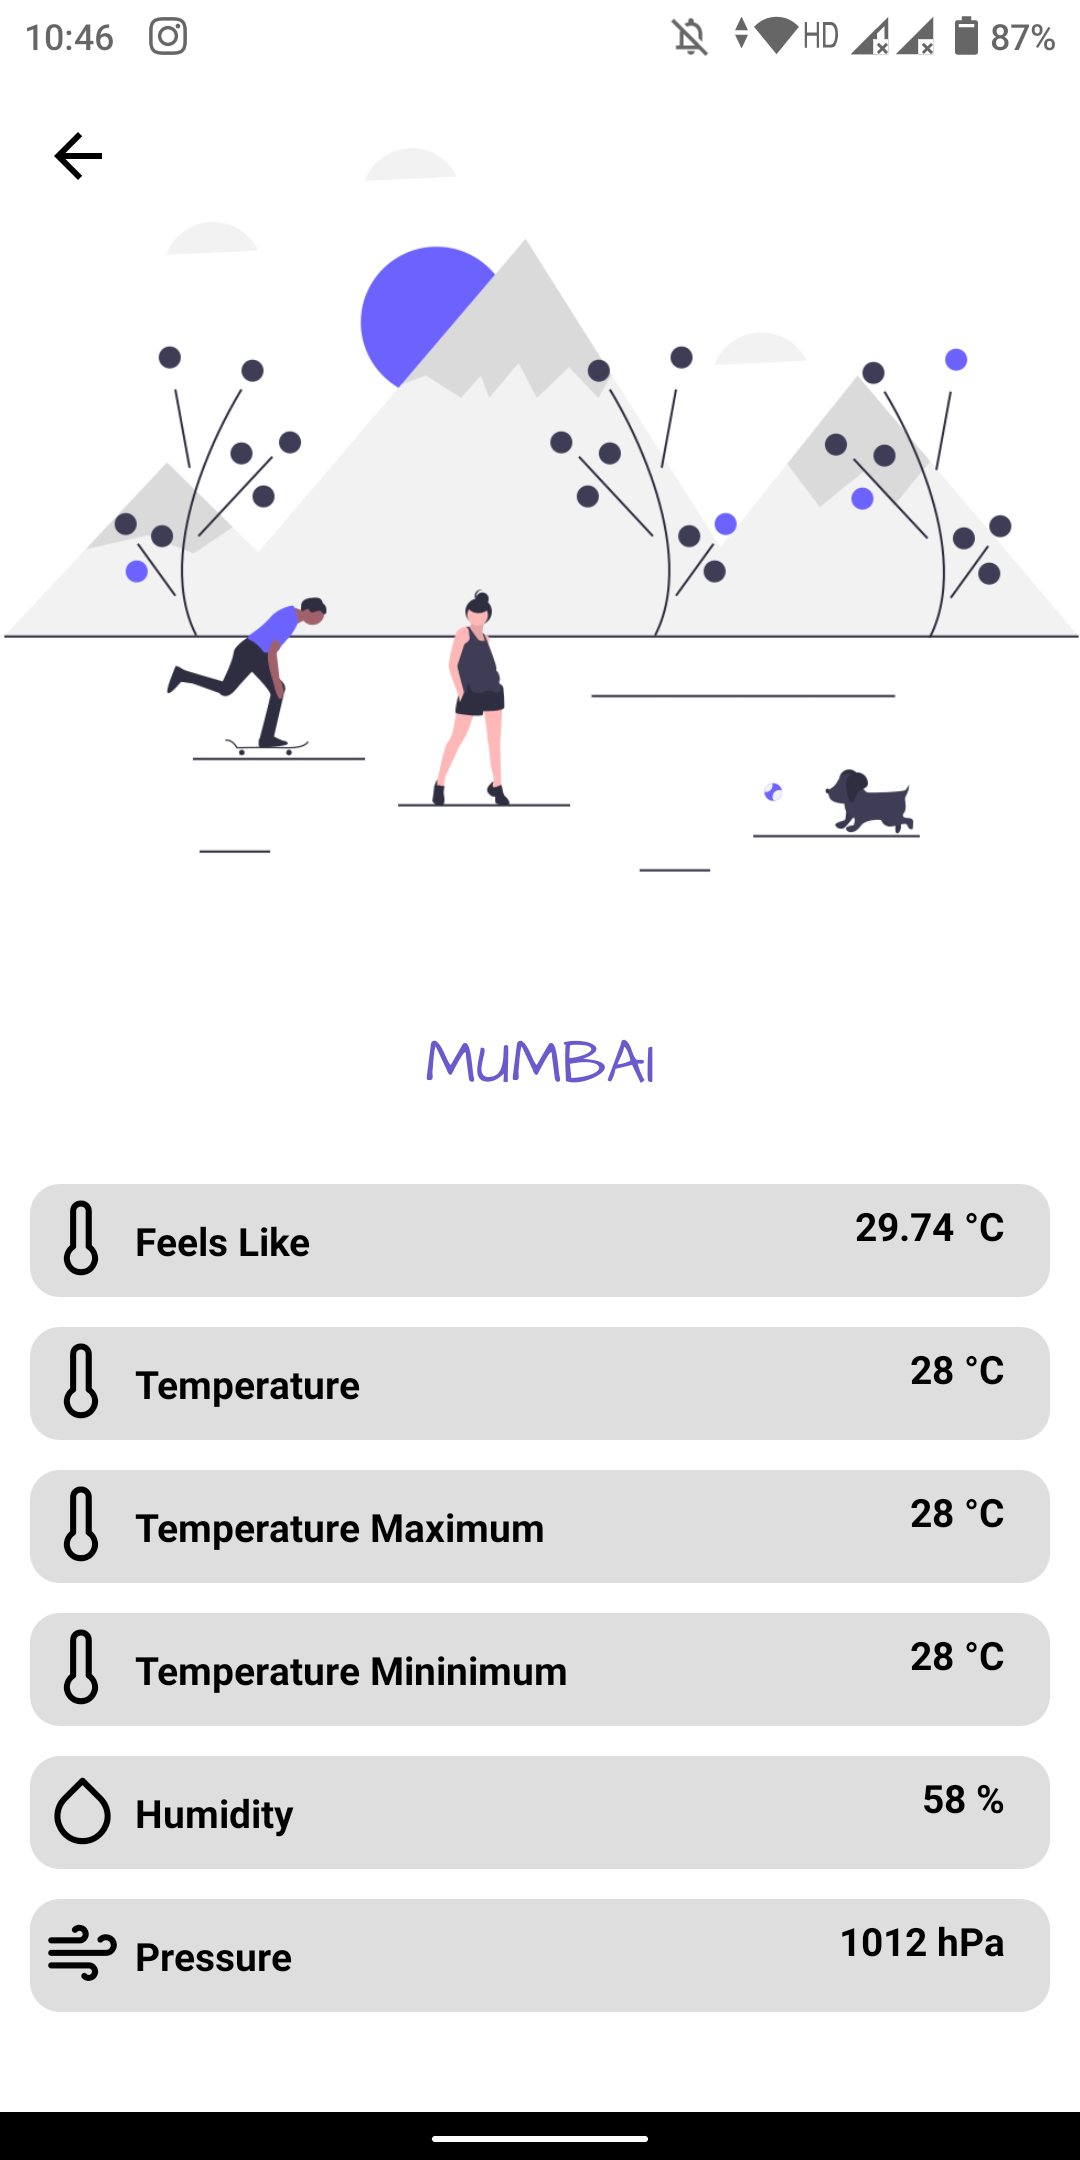 10:46 HD 87%
MUMBAI
Feels Like 29.74 °C
Temperature 28 °C
Temperature Maximum 28 °C
Temperature Mininimum 28 °C
Humidity 58 %
Pressure 1012 hPa